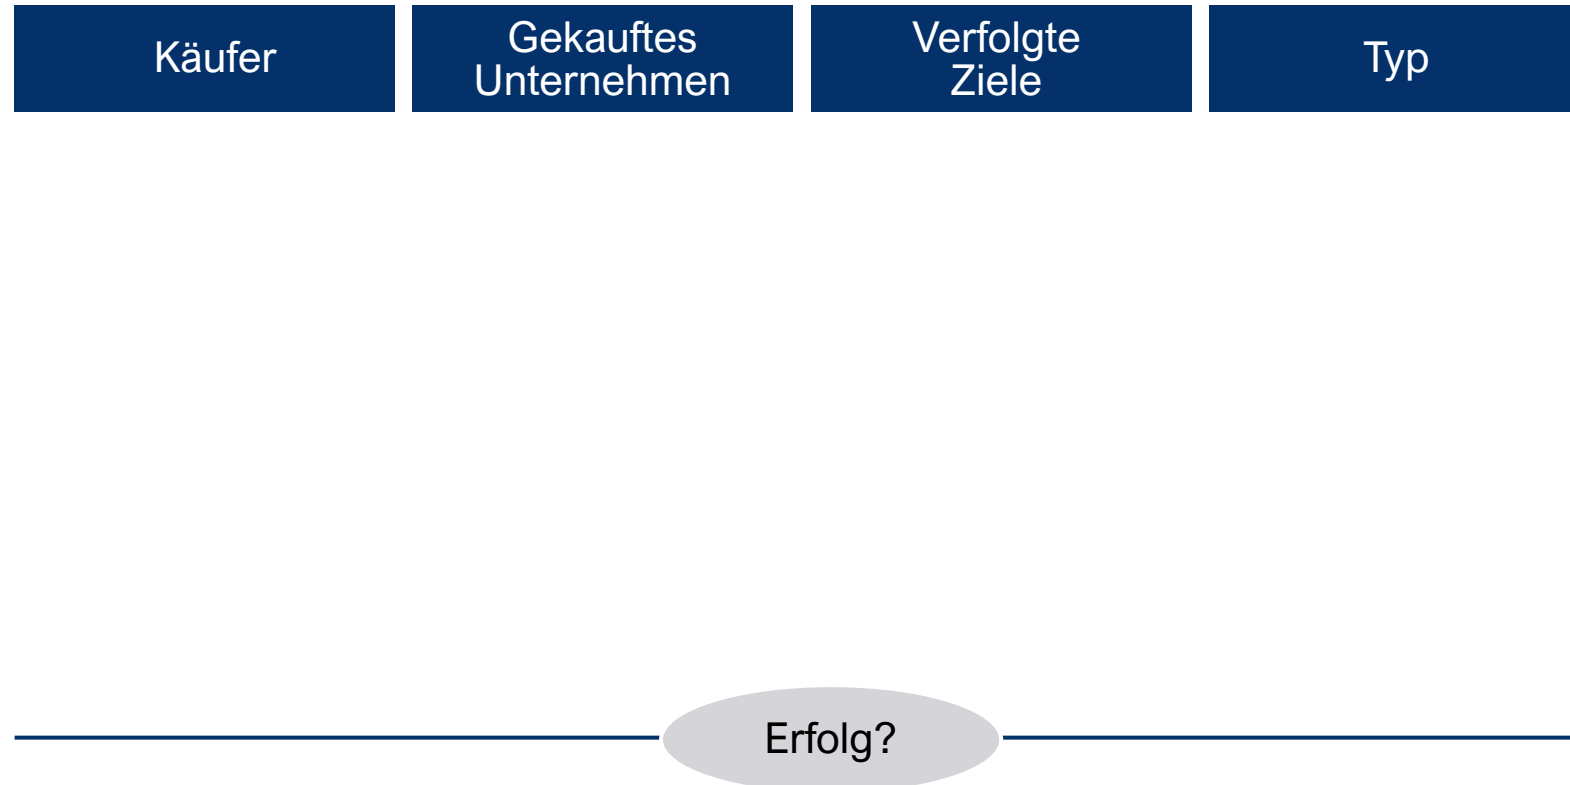 Käufer
Gekauftes
Unternehmen
Verfolgte
Ziele
Typ
Erfolg?